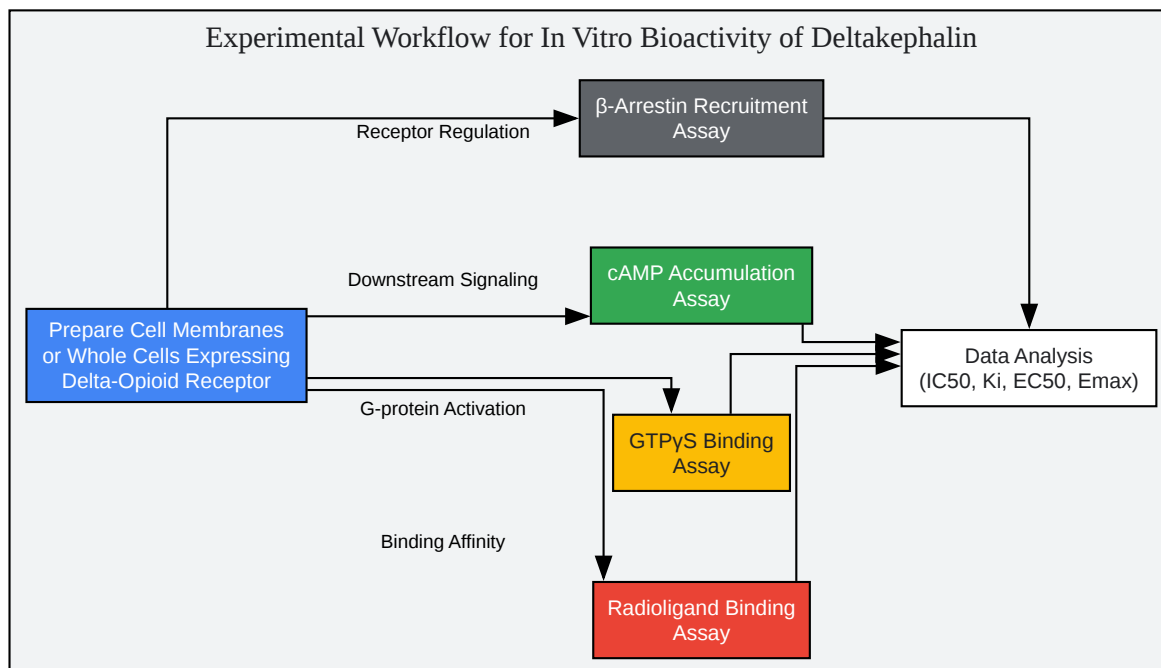 Experimental Workflow for In Vitro Bioactivity of Deltakephalin
β-Arrestin Recruitment
Assay
Receptor Regulation
cAMP Accumulation
Assay
Downstream Signaling
Prepare Cell Membranes
or Whole Cells Expressing
Delta-Opioid Receptor
Data Analysis
(IC50, Ki, EC50, Emax)
G-protein Activation
GTPγS Binding
Assay
Binding Affinity
Radioligand Binding
Assay